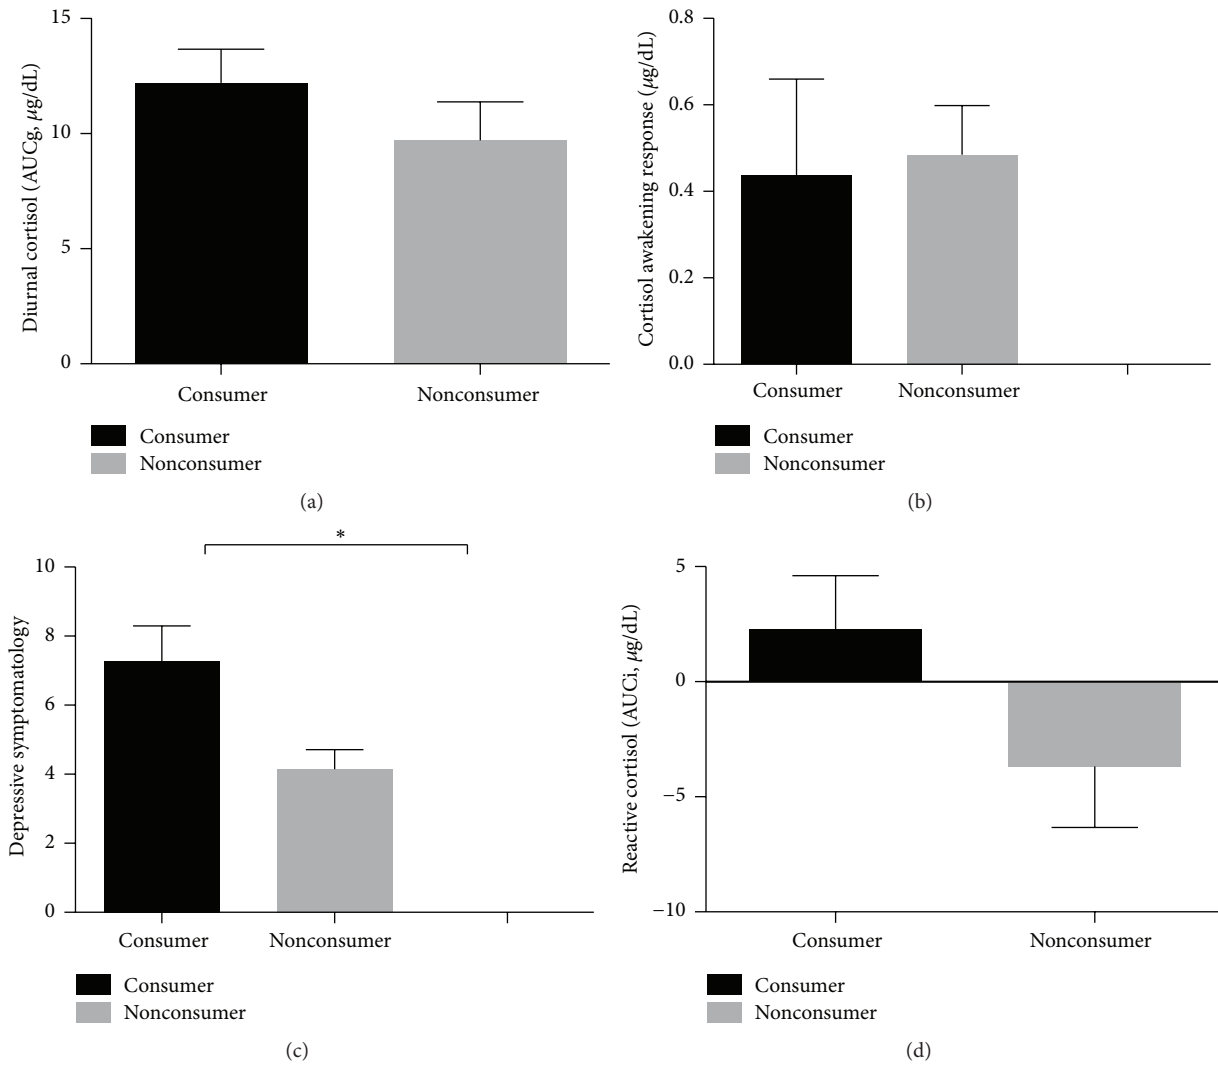 15
10
5
0
Diurnal cortisol (AUCg, μg/dL)
Consumer Nonconsumer
Consumer
Nonconsumer
(a)
0.8
0.6
0.4
0.2
0.0
Cortisol awakening response (μg/dL)
Consumer Nonconsumer
Consumer
Nonconsumer
(b)
*
10
8
6
4
2
0
Depressive symptomatology
Consumer Nonconsumer
Consumer
Nonconsumer
(c)
5
0
−5
−10
Reactive cortisol (AUCi, μg/dL)
Consumer Nonconsumer
Consumer
Nonconsumer
(d)